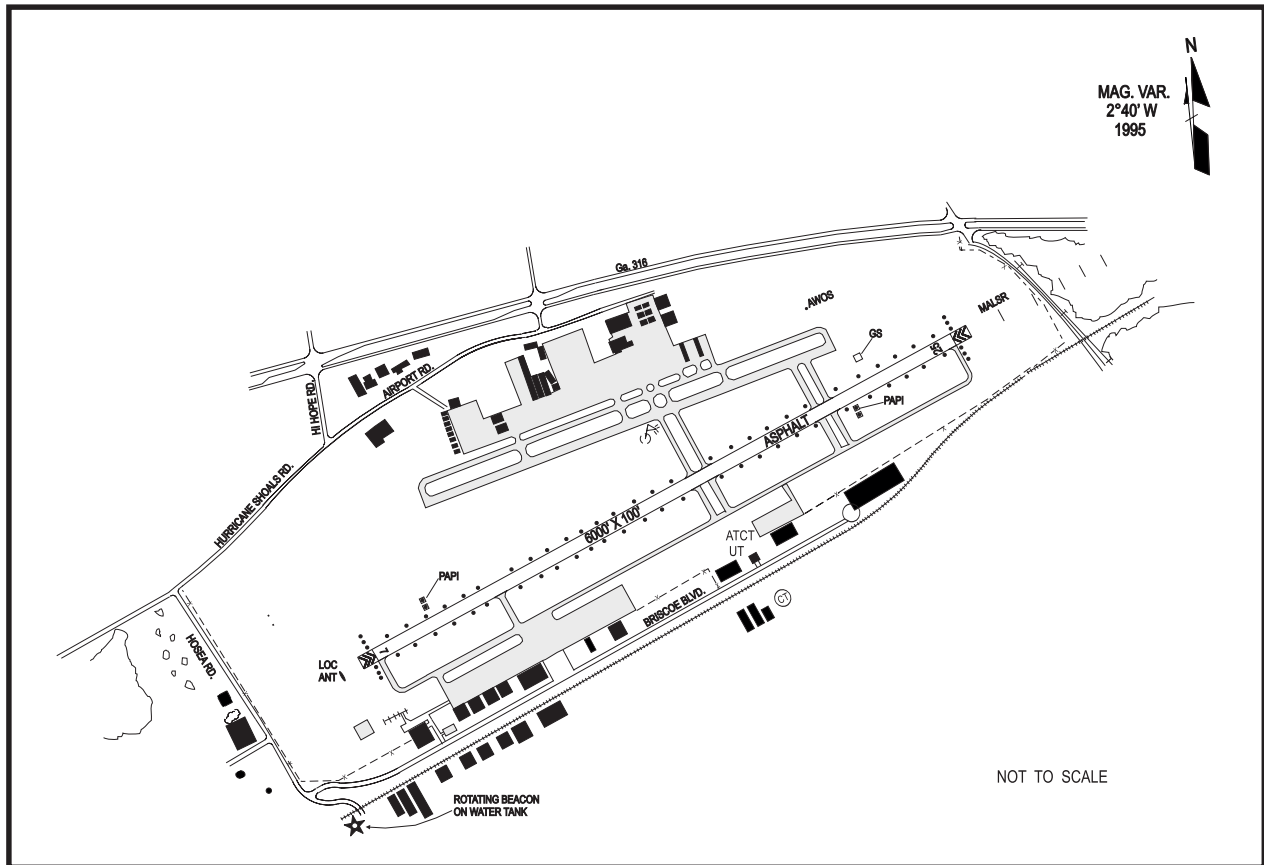 N
MAG. VAR.
2°40' W
1995
Ga. 316
AWOS
MALSR
GS
25
PAPI
AIRPORT RD.
HI HOPE RD.
ASPHALT
HURRICANE SHOALS RD.
6000' X 100'
ATCT
UT
PAPI
CT
BRISCOE BLVD.
HOSEA RD.
7
LOC
ANT
NOT TO SCALE
ROTATING BEACON
ON WATER TANK